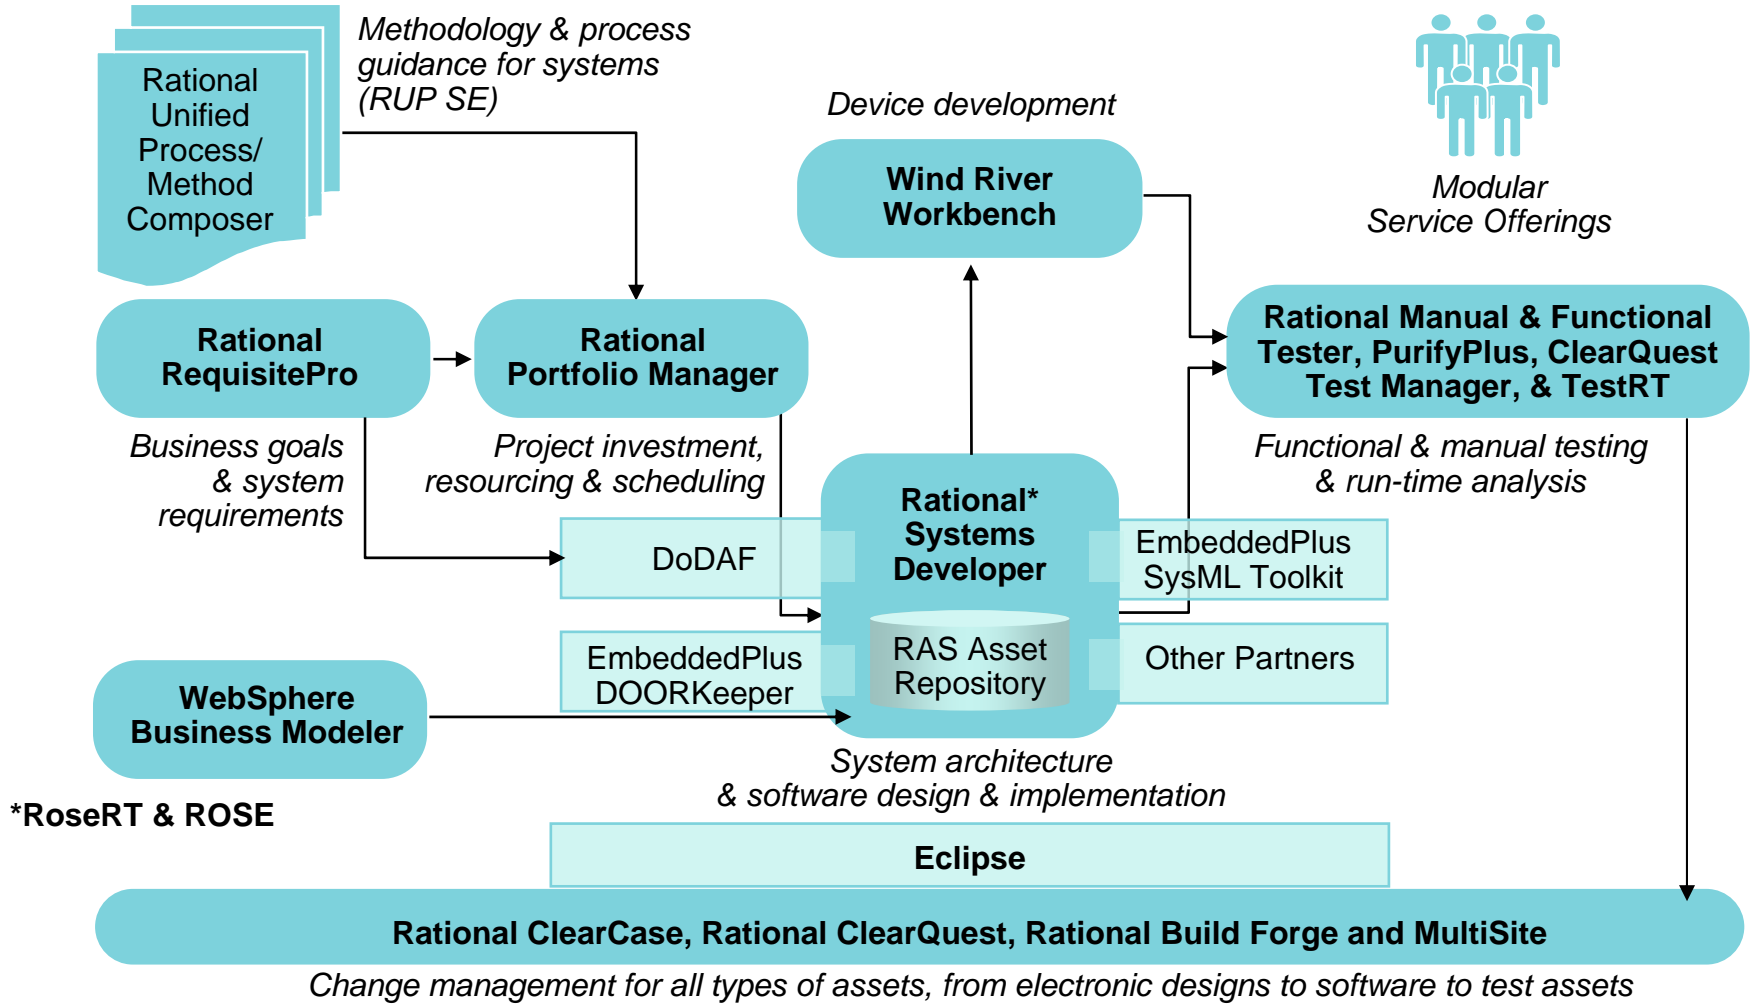 Methodology & process
guidance for systems
(RUP SE)
Rational
Unified
Process/
Method
Composer
Device development
Wind River
Workbench
Modular
Service Offerings
Rational
RequisitePro
Rational
Portfolio Manager
Rational Manual & Functional
Tester, PurifyPlus, ClearQuest
Test Manager, & TestRT
Business goals
& system
requirements
Project investment,
resourcing & scheduling
Functional & manual testing
& run-time analysis
Rational*
Systems
Developer
DoDAF
EmbeddedPlus
SysML Toolkit
EmbeddedPlus
DOORKeeper
RAS Asset
Repository
Other Partners
WebSphere
Business Modeler
System architecture
& software design & implementation
*RoseRT & ROSE
Eclipse
Rational ClearCase, Rational ClearQuest, Rational Build Forge and MultiSite
Change management for all types of assets, from electronic designs to software to test assets